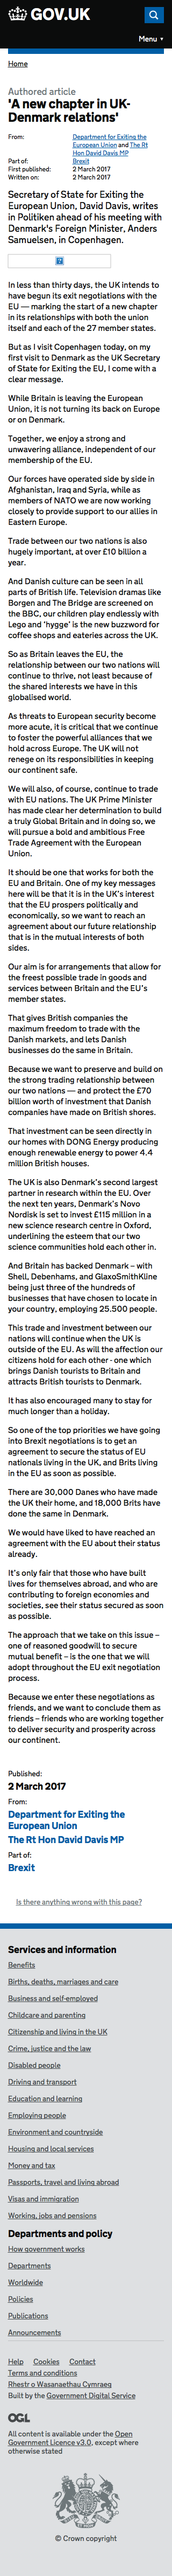 GOV.UK
Menu
Home
Authored article
'A new chapter in UK-
Denmark relations'
From:
Department for Exiting the
European Union and The Rt
Hon David Davis MP
Part of:
Brexit
First published:
2 March 2017
Written on:
2 March 2017
Secretary of State for Exiting the
European Union, David Davis, writes
in Politiken ahead of his meeting with
Denmark's Foreign Minister, Anders
Samuelsen, in Copenhagen.
In less than thirty days, the UK intends to
have begun its exit negotiations with the
EU — marking the start of a new chapter
in its relationships with both the union
itself and each of the 27 member states.
But as I visit Copenhagen today, on my
first visit to Denmark as the UK Secretary
of State for Exiting the EU, I come with a
clear message.
While Britain is leaving the European
Union, it is not turning its back on Europe
or on Denmark.
Together, we enjoy a strong and
unwavering alliance, independent of our
membership of the EU.
Our forces have operated side by side in
Afghanistan, Iraq and Syria, while as
members of NATO we are now working
closely to provide support to our allies in
Eastern Europe.
Trade between our two nations is also
hugely important, at over £10 billion a
year.
And Danish culture can be seen in all
parts of British life. Television dramas like
Borgen and The Bridge are screened on
the BBC, our children play endlessly with
Lego and 'hygge' is the new buzzword for
coffee shops and eateries across the UK.
So as Britain leaves the EU, the
relationship between our two nations will
continue to thrive, not least because of
the shared interests we have in this
globalised world.
As threats to European security become
more acute, it is critical that we continue
to foster the powerful alliances that we
hold across Europe. The UK will not
renege on its responsibilities in keeping
our continent safe.
We will also, of course, continue to trade
with EU nations. The UK Prime Minister
has made clear her determination to build
a truly Global Britain and in doing so, we
will pursue a bold and ambitious Free
Trade Agreement with the European
Union.
It should be one that works for both the
EU and Britain. One of my key messages
here will be that it is in the UK's interest
that the EU prospers politically and
economically, so we want to reach an
agreement about our future relationship
that is in the mutual interests of both
sides.
Our aim is for arrangements that allow for
the freest possible trade in goods and
services between Britain and the EU's
member states.
That gives British companies the
maximum freedom to trade with the
Danish markets, and lets Danish
businesses do the same in Britain.
Because we want to preserve and build on
the strong trading relationship between
our two nations — and protect the £70
billion worth of investment that Danish
companies have made on British shores.
That investment can be seen directly in
our homes with DONG Energy producing
enough renewable energy to power 4.4
million British houses.
The UK is also Denmark's second largest
partner in research within the EU. Over
the next ten years, Denmark's Novo
Nordisk is set to invest £115 million in a
new science research centre in Oxford,
underlining the esteem that our two
science communities hold each other in.
And Britain has backed Denmark – with
Shell, Debenhams, and GlaxoSmithKline
being just three of the hundreds of
businesses that have chosen to locate in
your country, employing 25.500 people.
This trade and investment between our
nations will continue when the UK is
outside of the EU. As will the affection our
citizens hold for each other - one which
brings Danish tourists to Britain and
attracts British tourists to Denmark.
It has also encouraged many to stay for
much longer than a holiday.
So one of the top priorities we have going
into Brexit negotiations is to get an
agreement to secure the status of EU
nationals living in the UK, and Brits living
in the EU as soon as possible.
There are 30,000 Danes who have made
the UK their home, and 18,000 Brits have
done the same in Denmark.
We would have liked to have reached an
agreement with the EU about their status
already.
It's only fair that those who have built
lives for themselves abroad, and who are
contributing to foreign economies and
societies, see their status secured as soon
as possible.
The approach that we take on this issue –
one of reasoned goodwill to secure
mutual benefit – is the one that we will
adopt throughout the EU exit negotiation
process.
Because we enter these negotiations as
friends, and we want to conclude them as
friends – friends who are working together
to deliver security and prosperity across
our continent.
Published:
2 March 2017
From:
Department for Exiting the
European Union
The Rt Hon David Davis MP
Part of:
Brexit
Is there anything wrong with this page?
Services and information
Benefits
Births, deaths, marriages and care
Business and self-employed
Childcare and parenting
Citizenship and living in the UK
Crime, justice and the law
Disabled people
Driving and transport
Education and learning
Employing people
Environment and countryside
Housing and local services
Money and tax
Passports, travel and living abroad
Visas and immigration
Working, jobs and pensions
Departments and policy
How government works
Departments
Worldwide
Policies
Publications
Announcements
Help Cookies Contact
Terms and conditions
Rhestr o Wasanaethau Cymraeg
Built by the Government Digital Service
OGL
All content is available under the Open
Government Licence v3.0, except where
otherwise stated
© Crown copyright